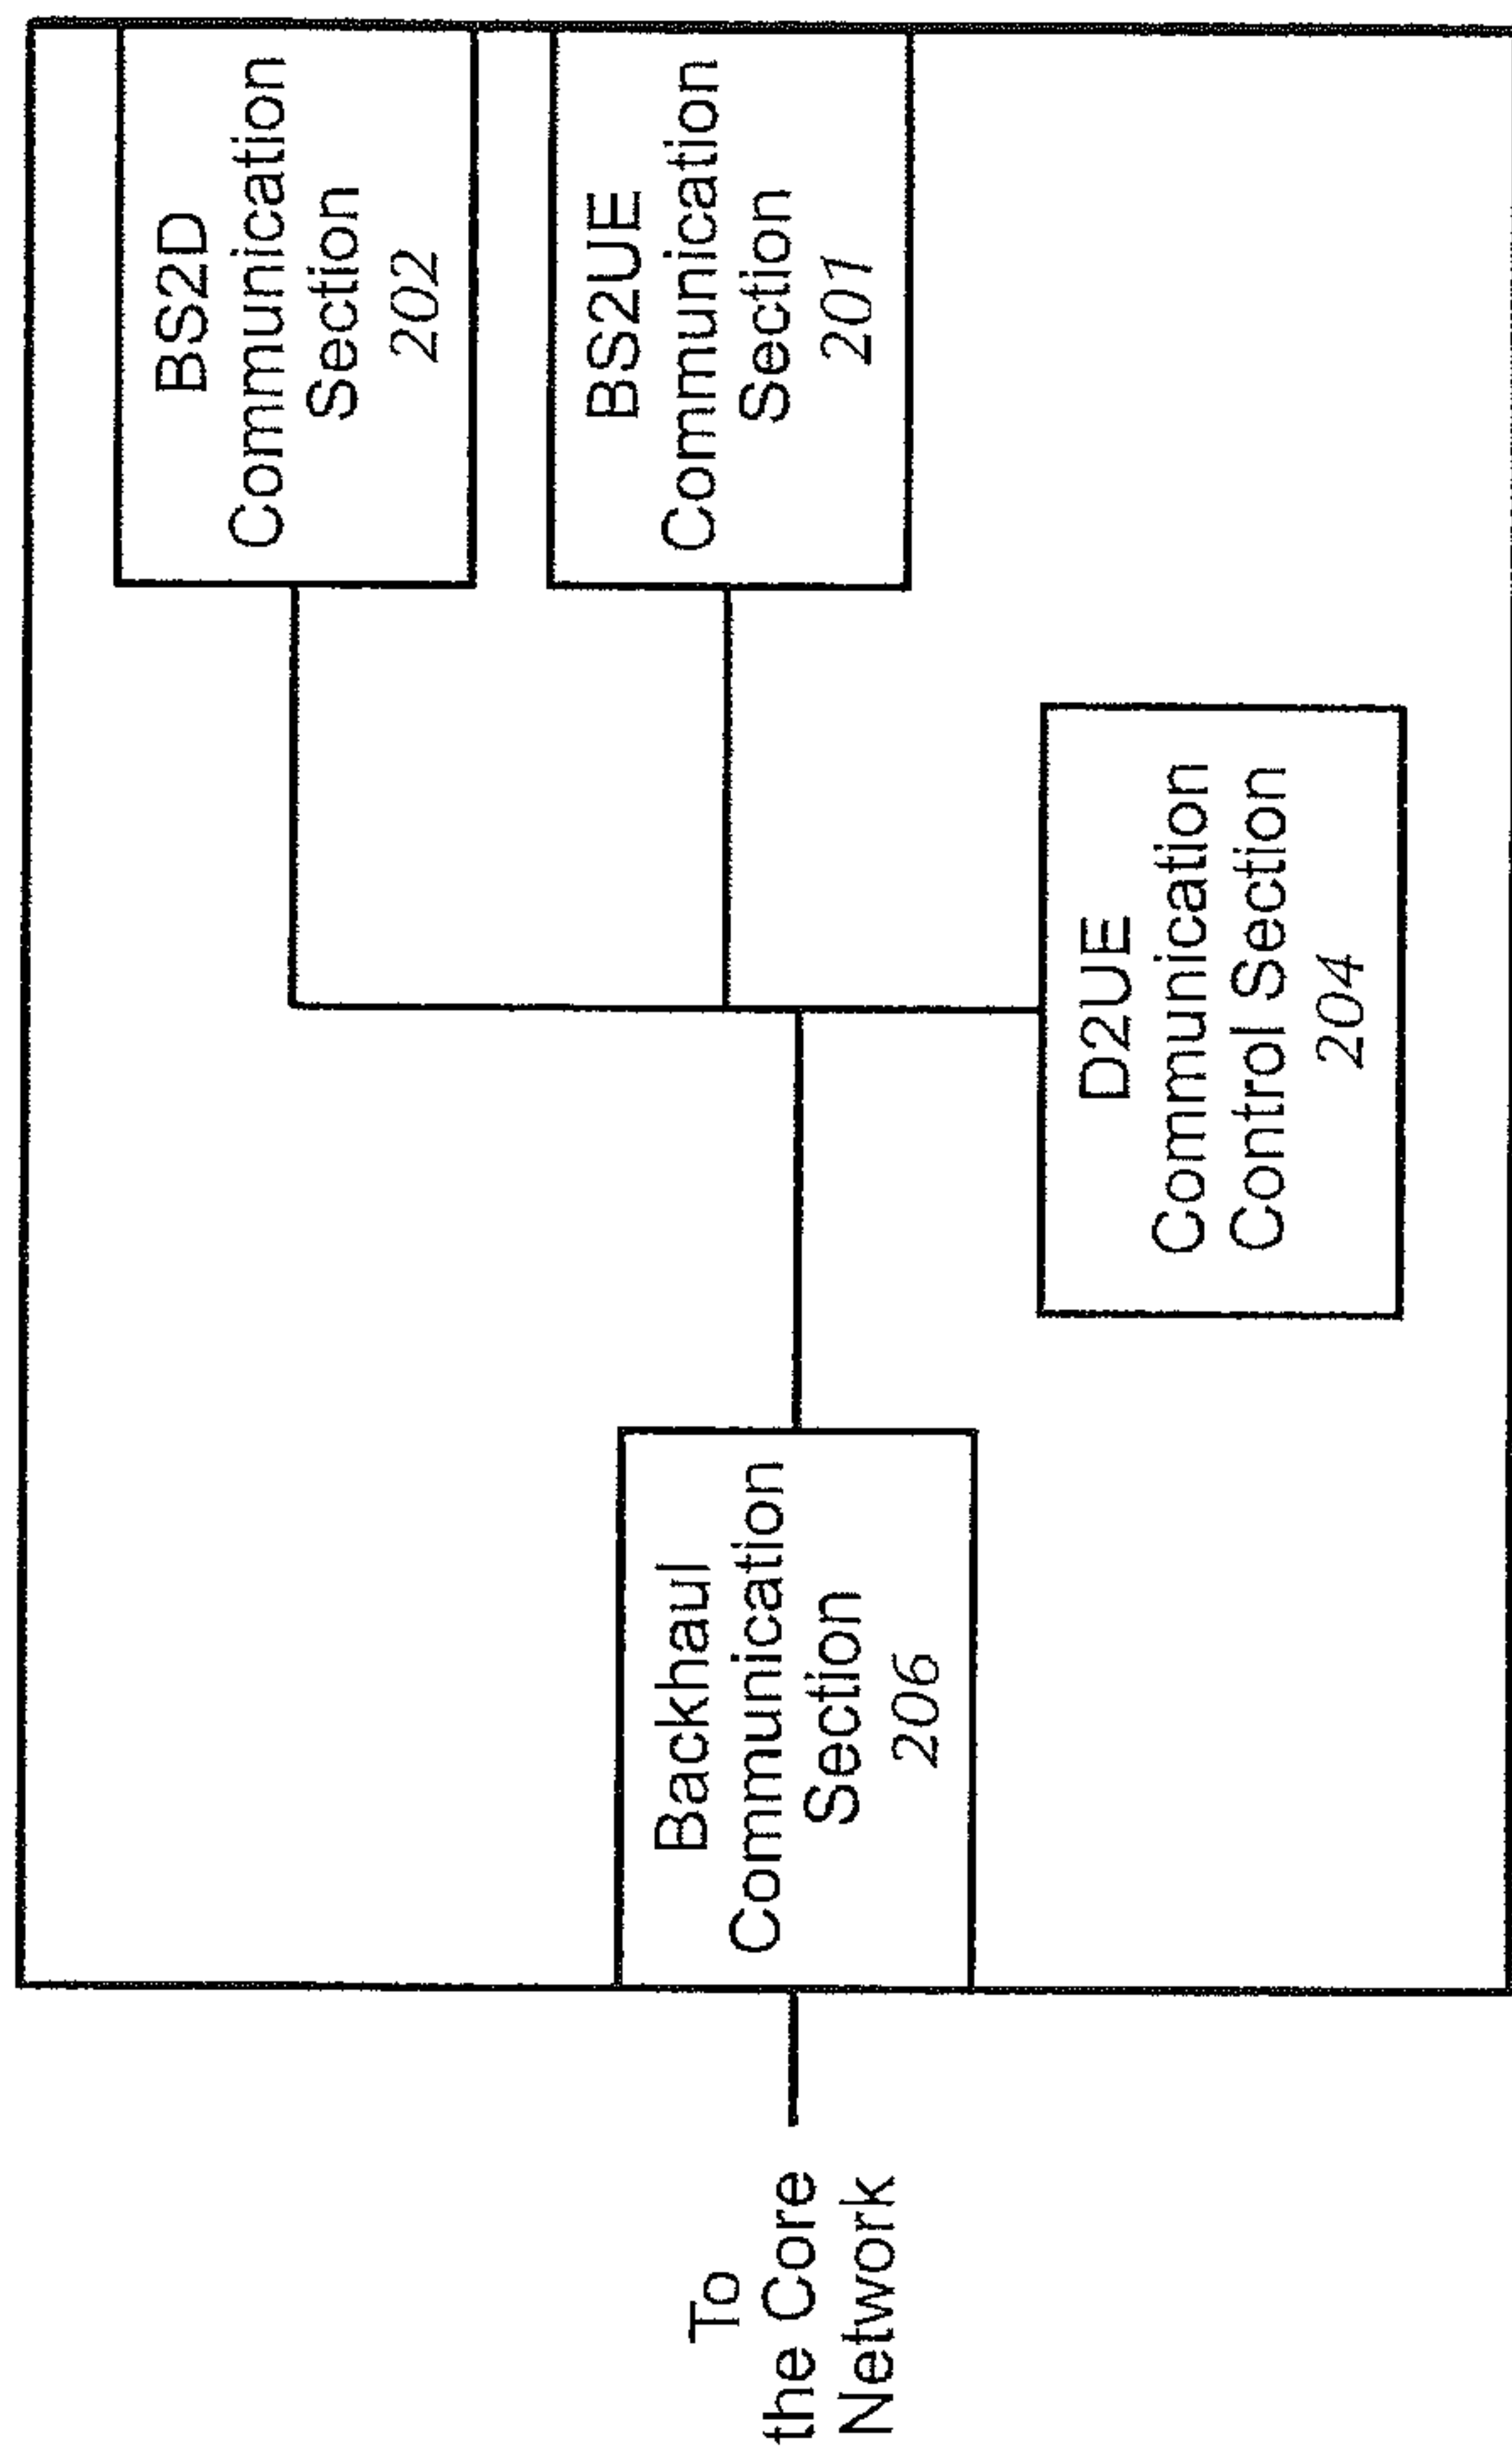 BS2D
Communication
Section
202
BS2UE
Communication
Section
201
D2UE
Communication
Control Section
204
Backhaul
Communication
Section
206
To
the Core
Network